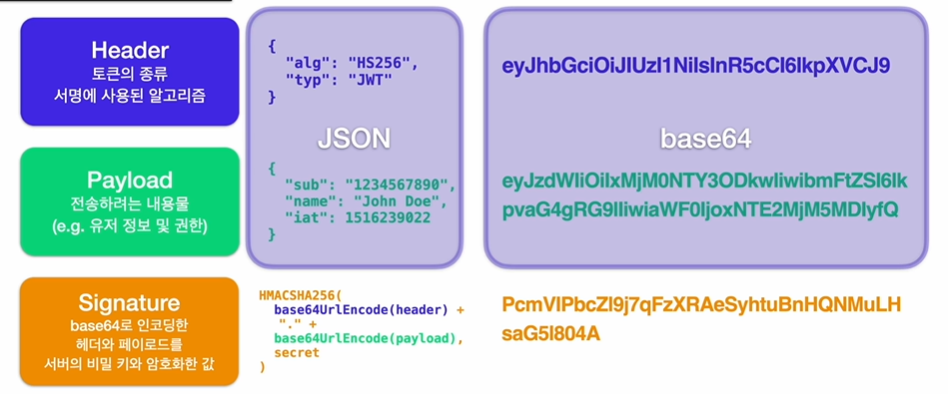 Header
토큰의 종류
서명에 사용된 알고리즘
{
"alg": "HS256",
"typ": "JWT"
}
eyJhbGciOiJIUzI1NiIsInR5cCI6IkpXVCJ9
JSON
base64
Payload
전송하려는 내용물
(e.g. 유저 정보 및 권한)
{
"sub": "1234567890",
"name": "John Doe",
"iat": 1516239022
}
eyJzdWIiOiIxMjM0NTY3ODkwIiwibmFtZSI6Ik
pvaG4gRG9lIiwiaWF0IjoxNTE2MjM5MDIyfQ
Signature
base64로 인코딩한
헤더와 페이로드를
서버의 비밀 키와 암호화한 값
HMACSHA256(
base64UrlEncode(header) +
"." +
base64UrlEncode(payload),
secret
)
PcmVIPbcZl9j7qFzXRAeSyhtuBnHQNMuLH
saG5l804A